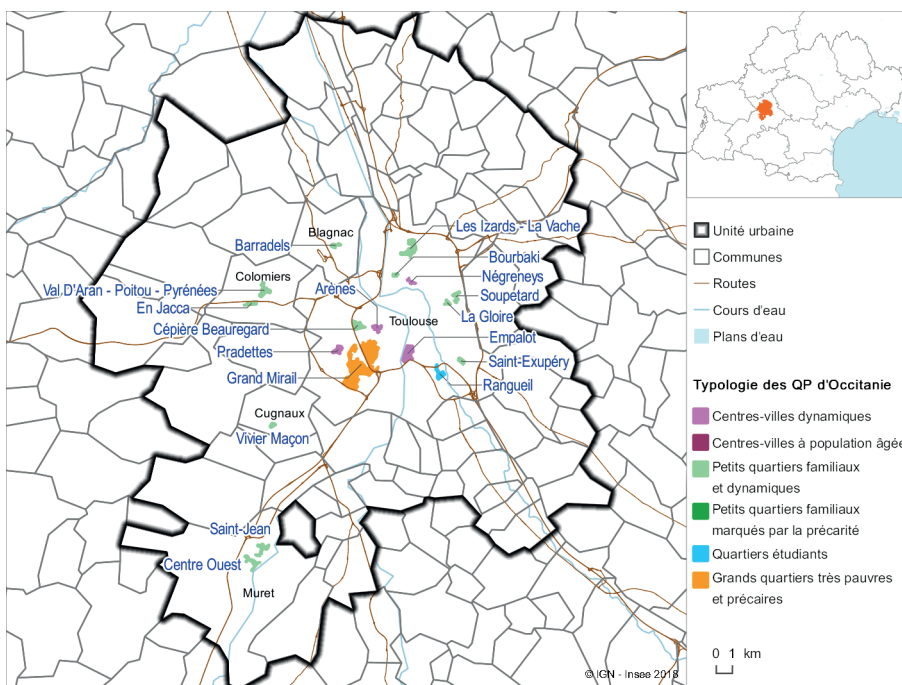 Blagnac
Les Izards - La Vache
Barradels
Bourbaki
Négreneys
Colomiers
Val D'Aran - Poitou - Pyrénées
Arènes
Soupetard
En Jacca
La Gloire
Toulouse
Cépière Beauregard
Empalot
Pradettes
Saint-Exupéry
Grand Mirail
Rangueil
Cugnaux
Vivier Maçon
Saint-Jean
Centre Ouest
Muret
© IGN - Insee 2018
Unité urbaine
Communes
Routes
Cours d'eau
Plans d'eau
Typologie des QP d'Occitanie
Centres-villes dynamiques
Centres-villes à population âgée
Petits quartiers familiaux
et dynamiques
Petits quartiers familiaux
marqués par la précarité
Quartiers étudiants
Grands quartiers très pauvres
et précaires
0 1 km